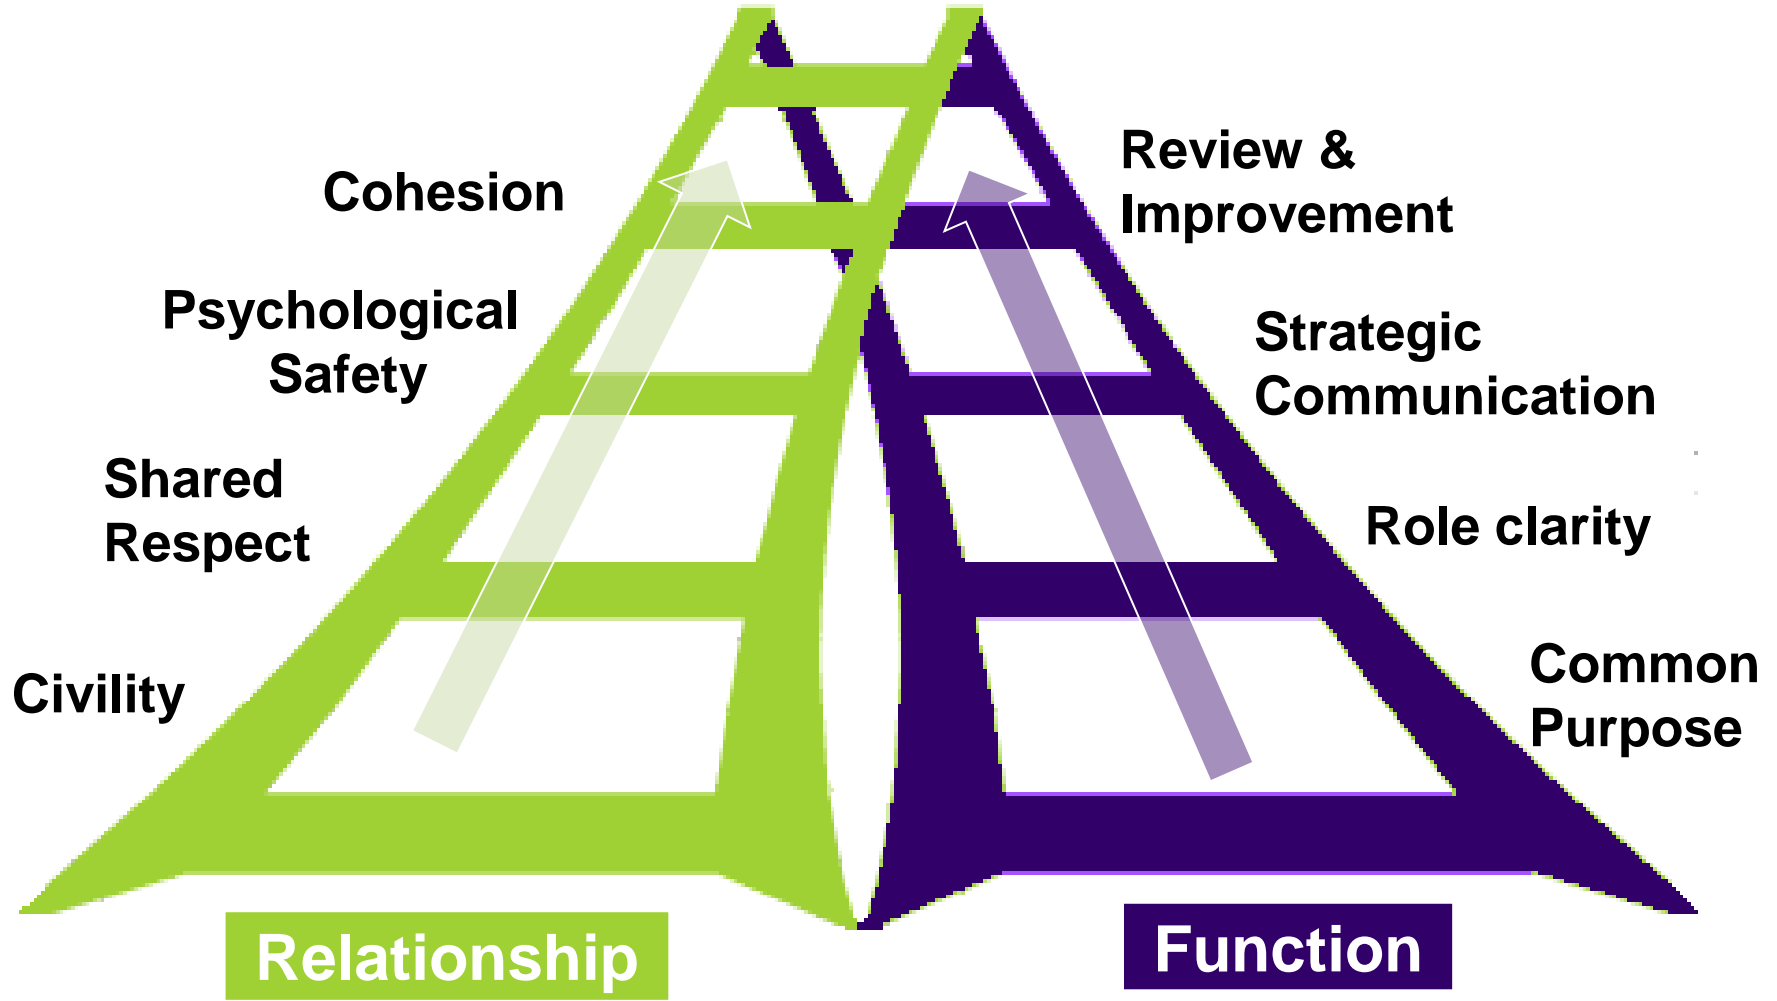 Cohesion
Psychological
Safety
Shared
Respect
Civility
Relationship
Review &
Improvement
Strategic
Communication
Role clarity
Common
Purpose
Function